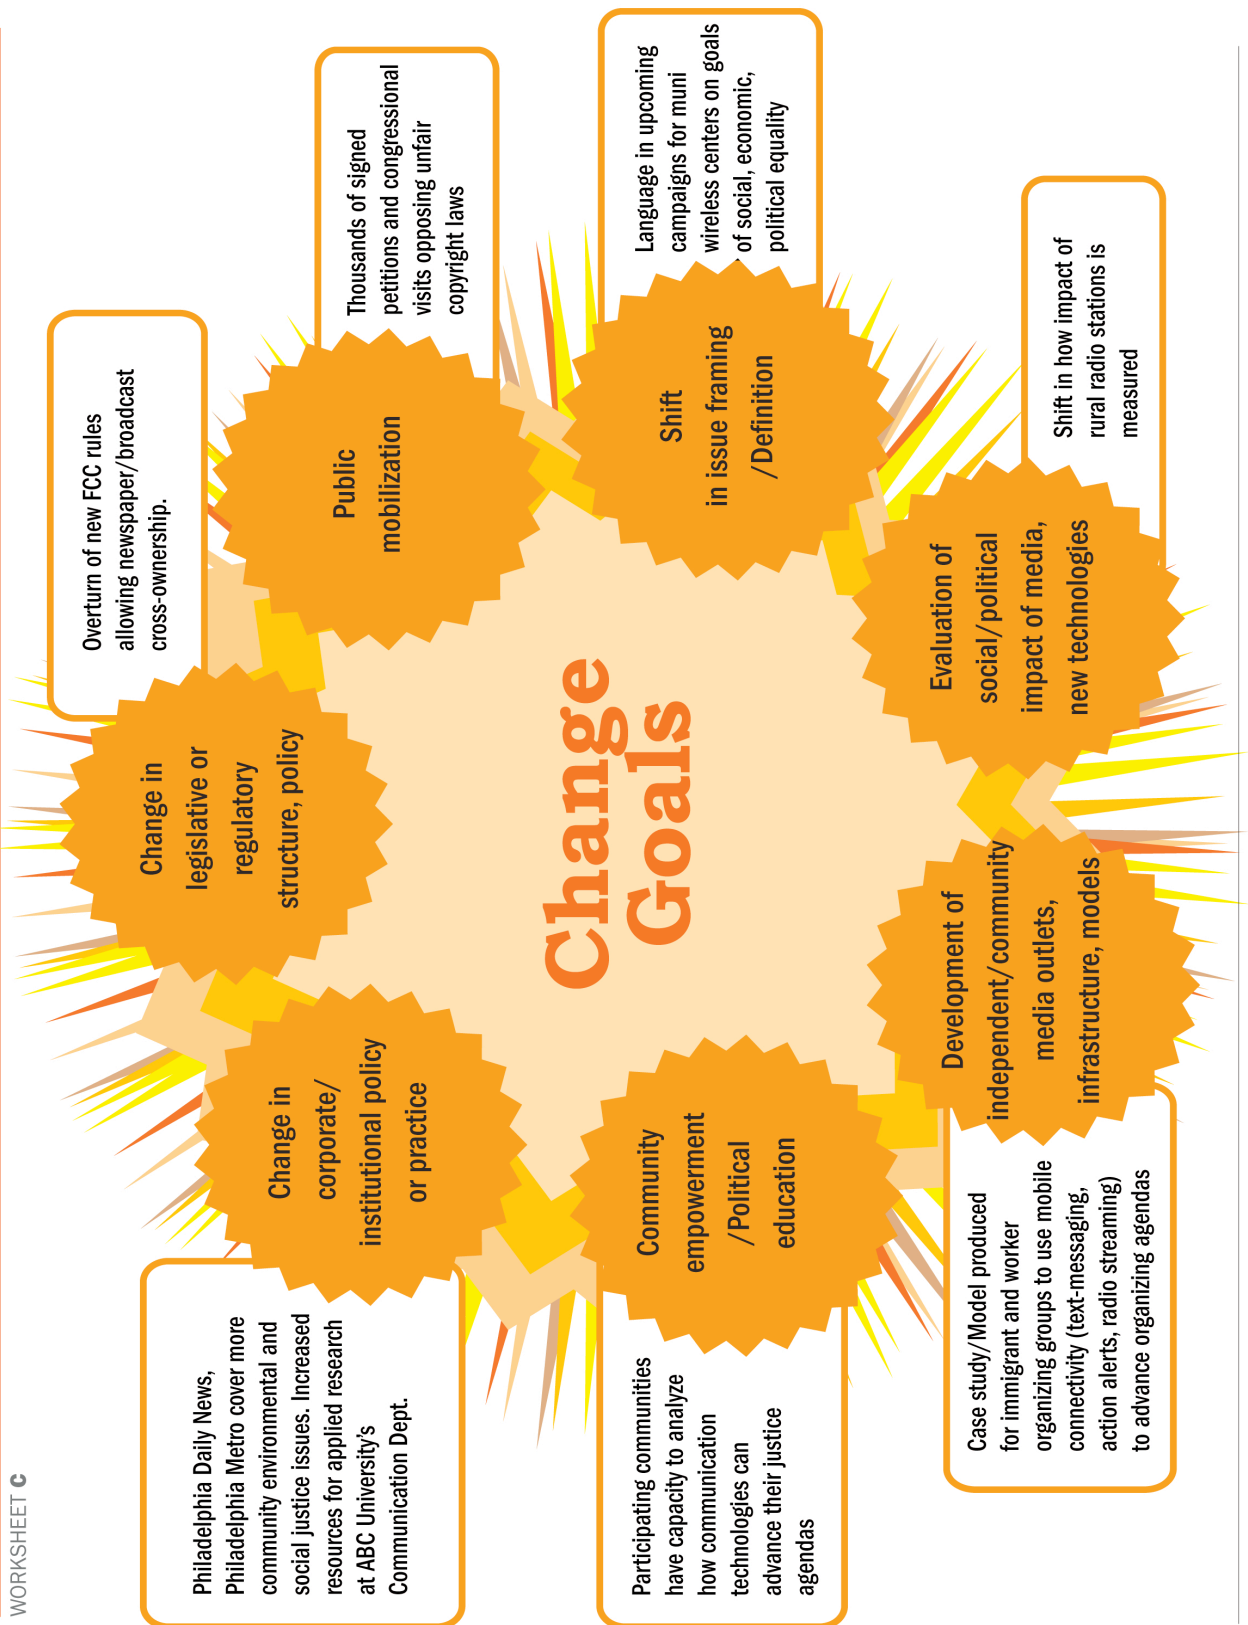 WORKSHEET C
Change
Goals
Change in
legislative or
regulatory
structure, policy
Overturn of new FCC rules
allowing newspaper/broadcast
cross-ownership.
Public
mobilization
Thousands of signed
petitions and congressional
visits opposing unfair
copyright laws
Shift
in issue framing
/Definition
Language in upcoming
campaigns for muni
wireless centers on goals
of social, economic,
political equality
Evaluation of
social/political
impact of media,
new technologies
Shift in how impact of
rural radio stations is
measured
Development of
independent/community
media outlets,
infrastructure, models
Case study/Model produced
for immigrant and worker
organizing groups to use mobile
connectivity (text-messaging,
action alerts, radio streaming)
to advance organizing agendas
Community
empowerment
/Political
education
Participating communities
have capacity to analyze
how communication
technologies can
advance their justice
agendas
Change in
corporate/
institutional policy
or practice
Philadelphia Daily News,
Philadelphia Metro cover more
community environmental and
social justice issues. Increased
resources for applied research
at ABC University's
Communication Dept.